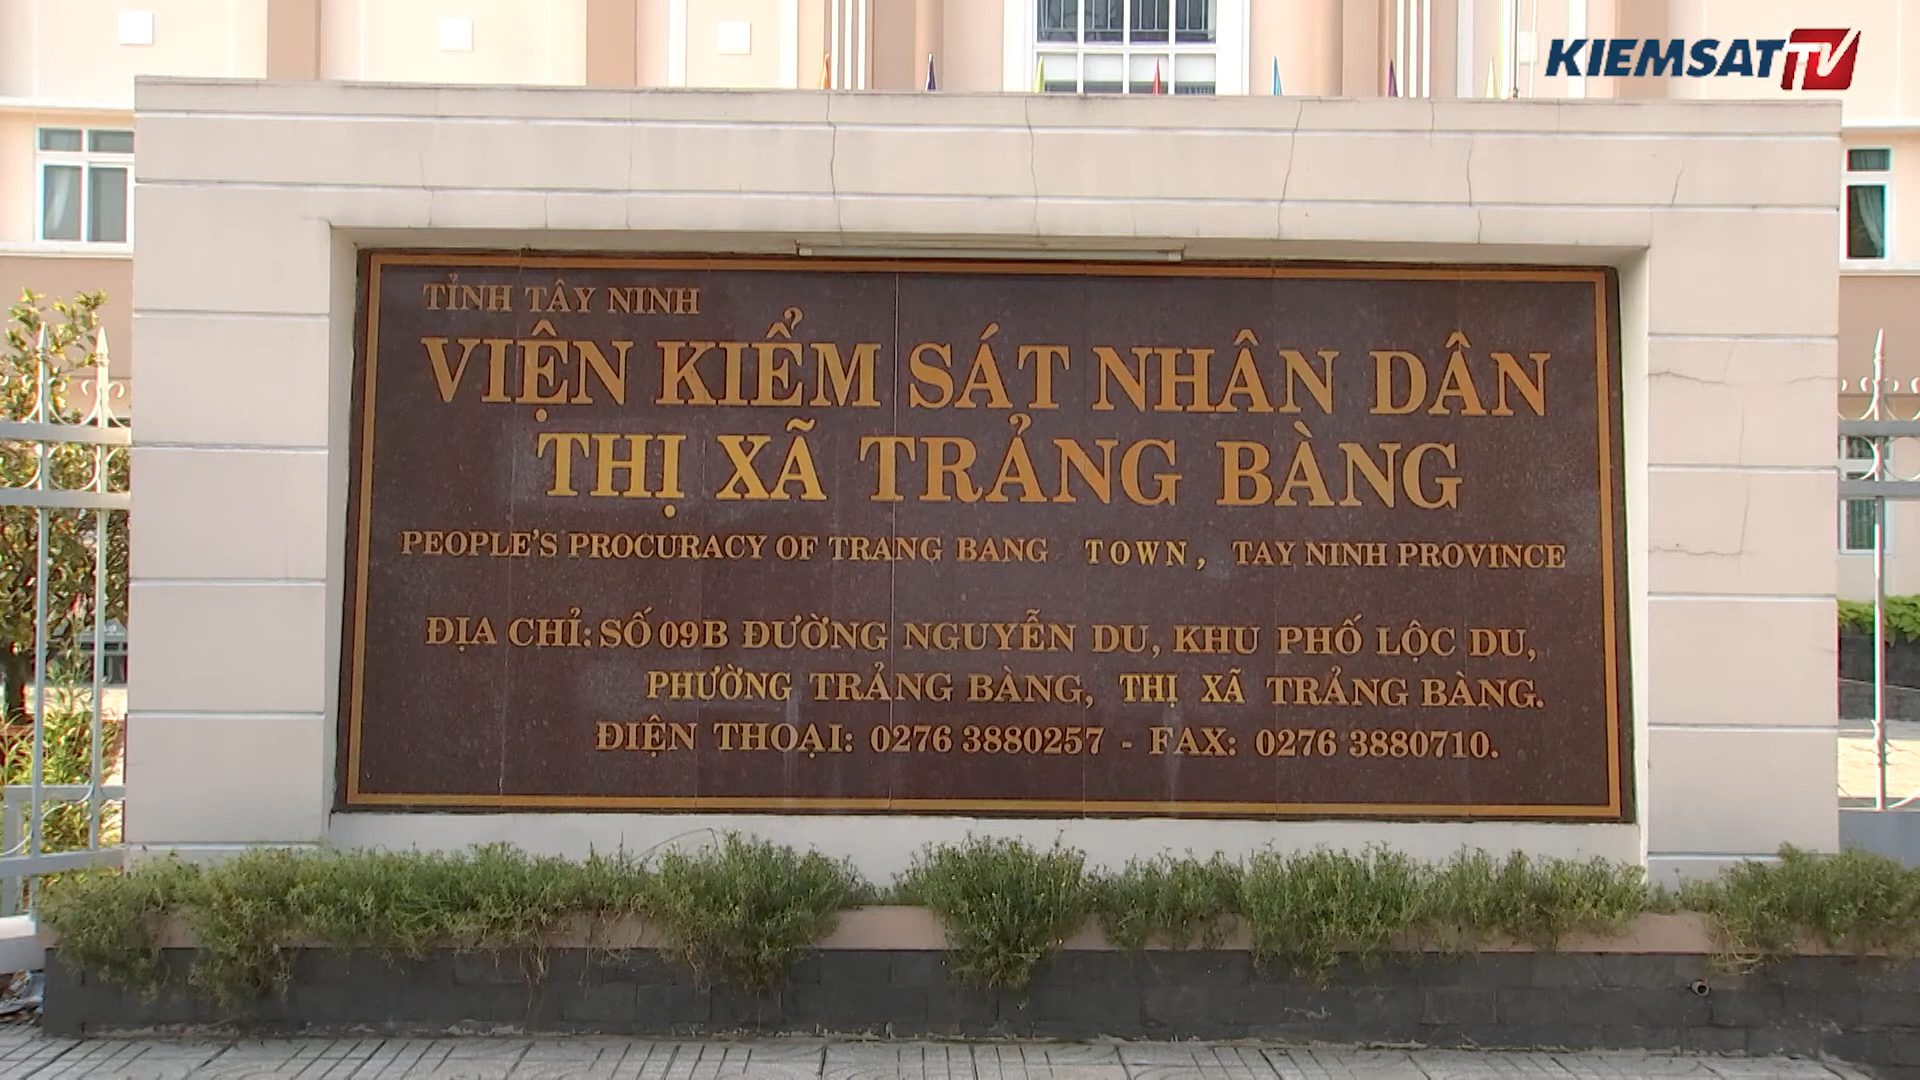 KIEMSAT TV
TỈNH TÂY NINH
VIỆN KIỂM SÁT NHÂN DÂN
THỊ XÃ TRẢNG BÀNG
PEOPLE'S PROCURACY OF TRANG BANG TOWN, TAY NINH PROVINCE
ĐỊA CHỈ: SỐ 09B ĐƯỜNG NGUYỄN DU, KHU PHỐ LỘC DU,
PHƯỜNG TRẢNG BÀNG, THỊ XÃ TRẢNG BÀNG.
ĐIỆN THOẠI: 0276 3880257 - FAX: 0276 3880710.